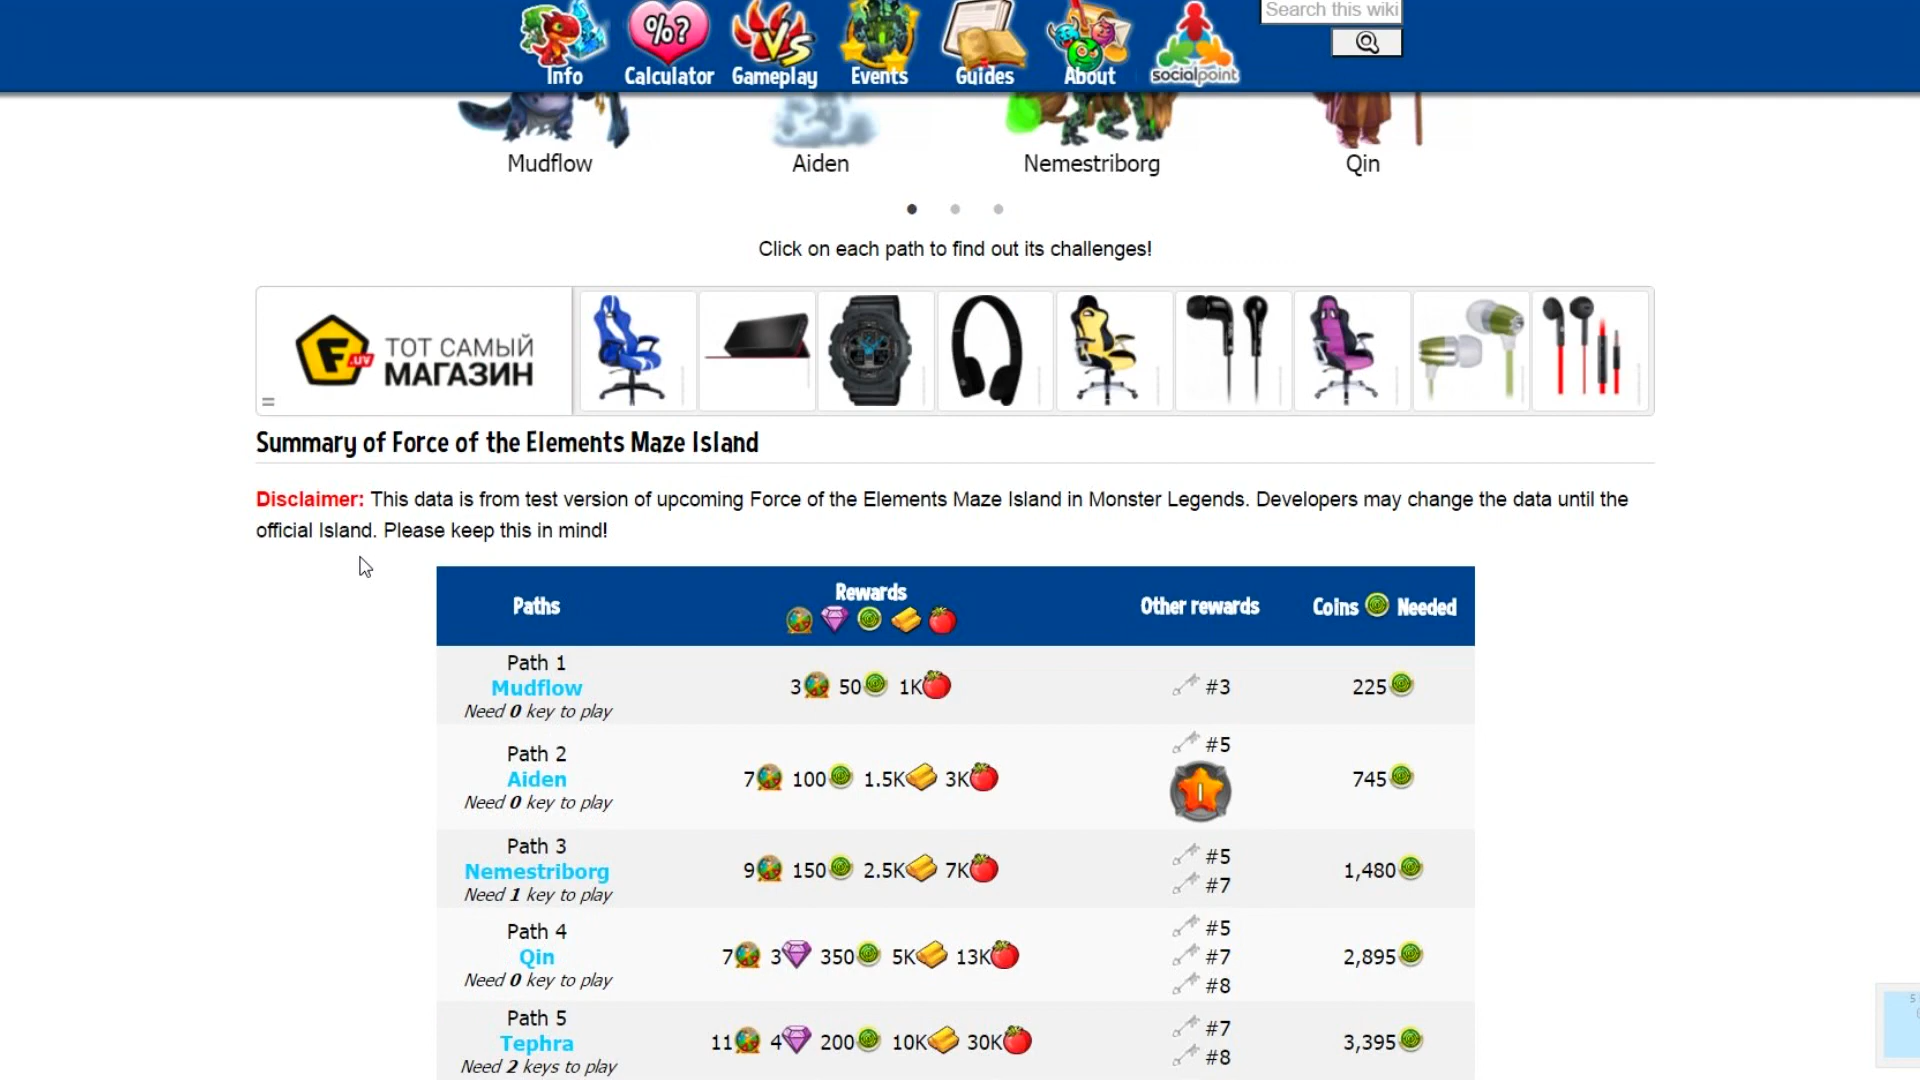 Search this wiki
%?
VS
Info Calculator Gameplay Events Guides About socialpoint
Mudflow Aiden Nemestriborg Qin
Click on each path to find out its challenges!
F.UV ТОТ САМЫЙ
МАГАЗИН
Summary of Force of the Elements Maze Island
Disclaimer: This data is from test version of upcoming Force of the Elements Maze Island in Monster Legends. Developers may change the data until the
official Island. Please keep this in mind!
Paths Rewards Other rewards Coins Needed
Path 1
Mudflow 3 50 1K #3 225
Need 0 key to play
Path 2 #5
Aiden 7 100 1.5K 3K I 745
Need 0 key to play
Path 3 #5
Nemestriborg 9 150 2.5K 7K 1,480
Need 1 key to play #7
Path 4 #5
Qin 7 3 350 5K 13K #7 2,895
Need 0 key to play #8
Path 5 #7
Tephra 11 4 200 10K 30K 3,395
Need 2 keys to play #8